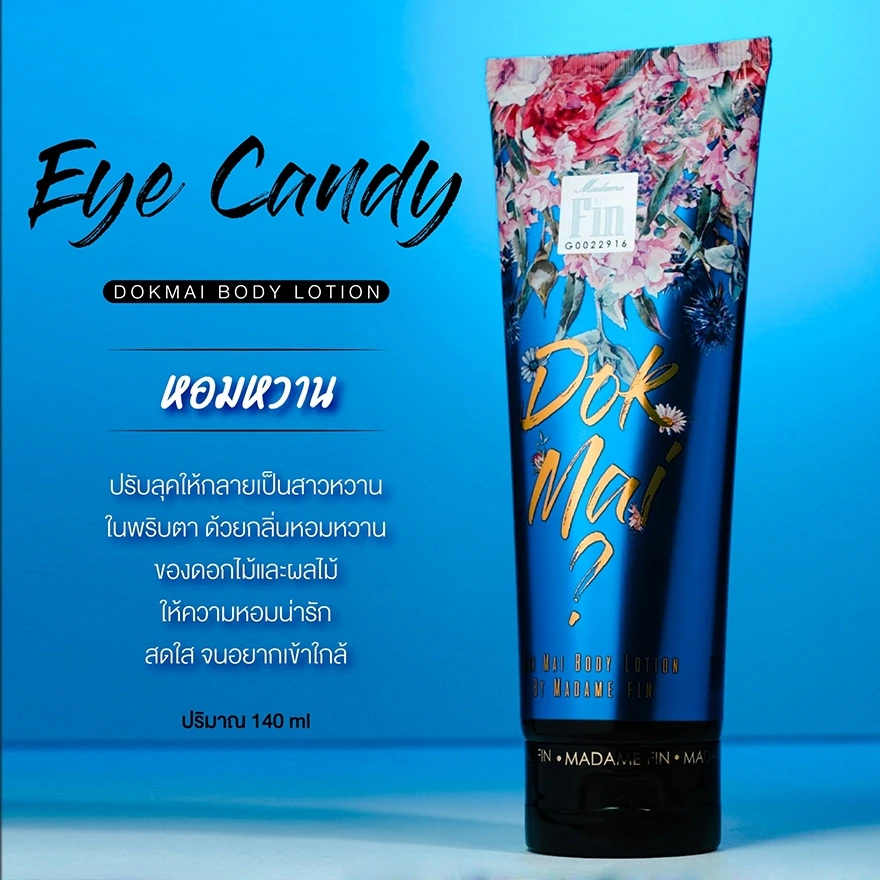 Eye Candy
DOKMAI BODY LOTION
หอมหวาน
ปรับลุคให้กลายเป็นสาวหวาน
ในพริบตา ด้วยกลิ่นหอมหวาน
ของดอกไม้และผลไม้
ให้ความหอมน่ารัก
สดใส จนอยากเข้าใกล้
ปริมาณ 140 ml
Madame
Fin
G0022916
Dok
Mai
?
MAI BODY LOTION
BY MADAME FIN
FIN • MADAME FIN •